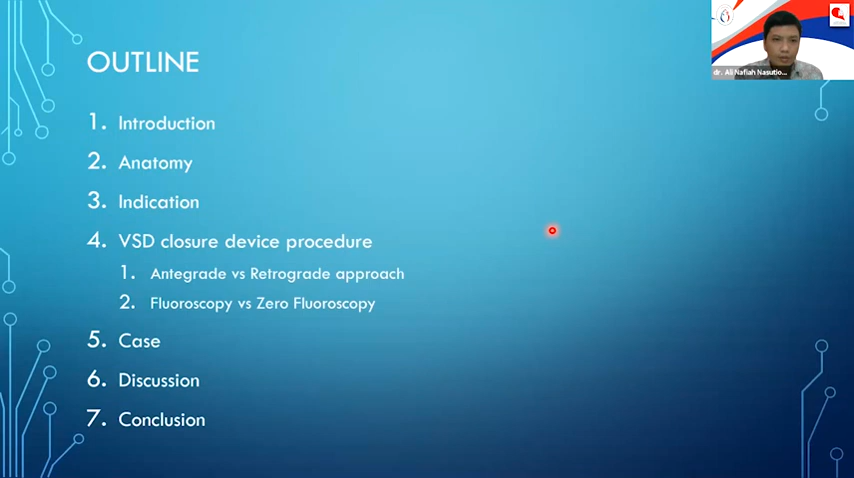 OUTLINE
1. Introduction
2. Anatomy
3. Indication
4. VSD closure device procedure
1. Antegrade vs Retrograde approach
2. Fluoroscopy vs Zero Fluoroscopy
5. Case
6. Discussion
7. Conclusion
dr. Ali Nafiah Nasutio...